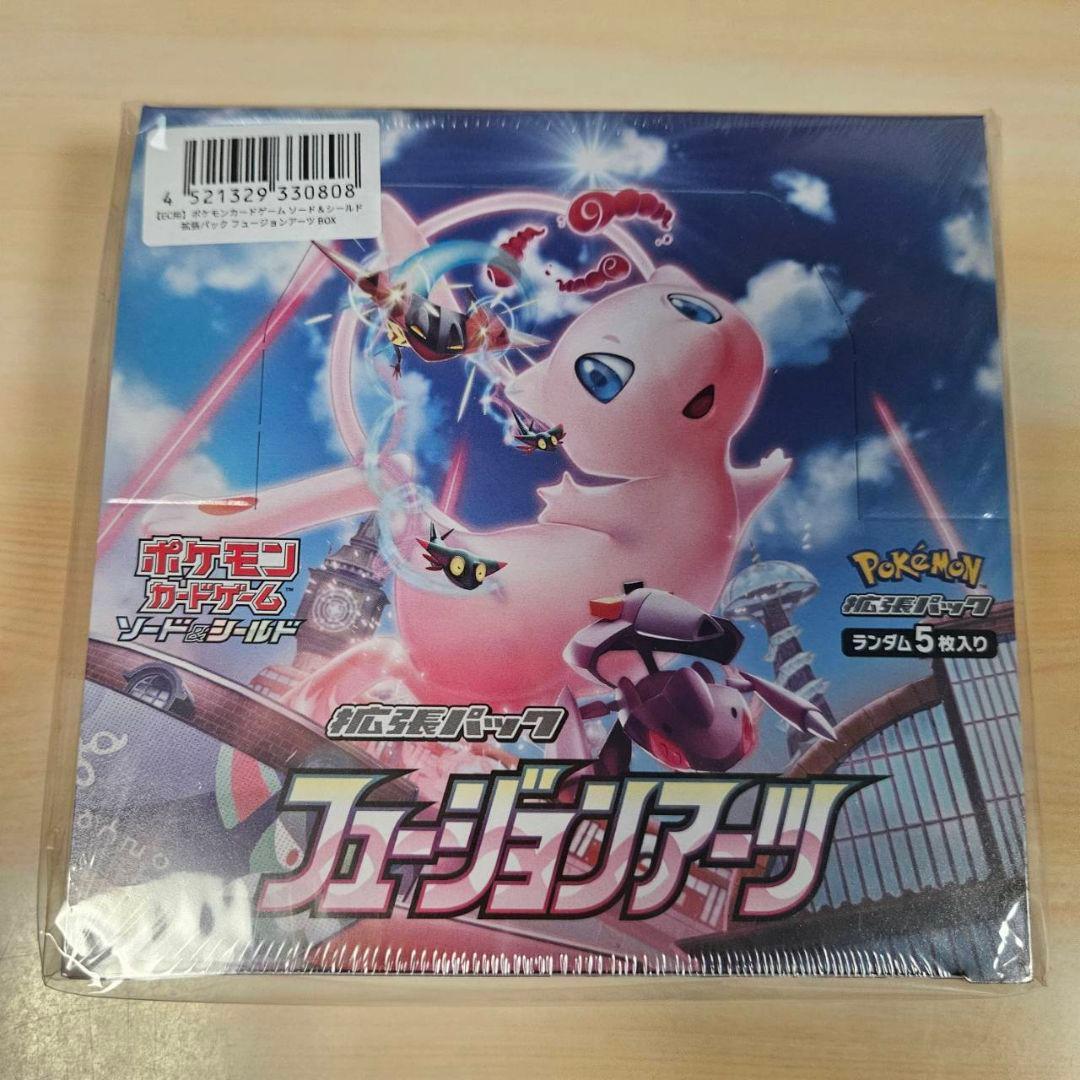 4 521329 330808
【EC用】ポケモンカードゲーム ソード&シールド
拡張パック フュージョンアーツ BOX
ポケモン
カードゲーム™
ソード&シールド
POKÉMON
拡張パック
ランダム5枚入り
拡張パック
フュージョンアーツ